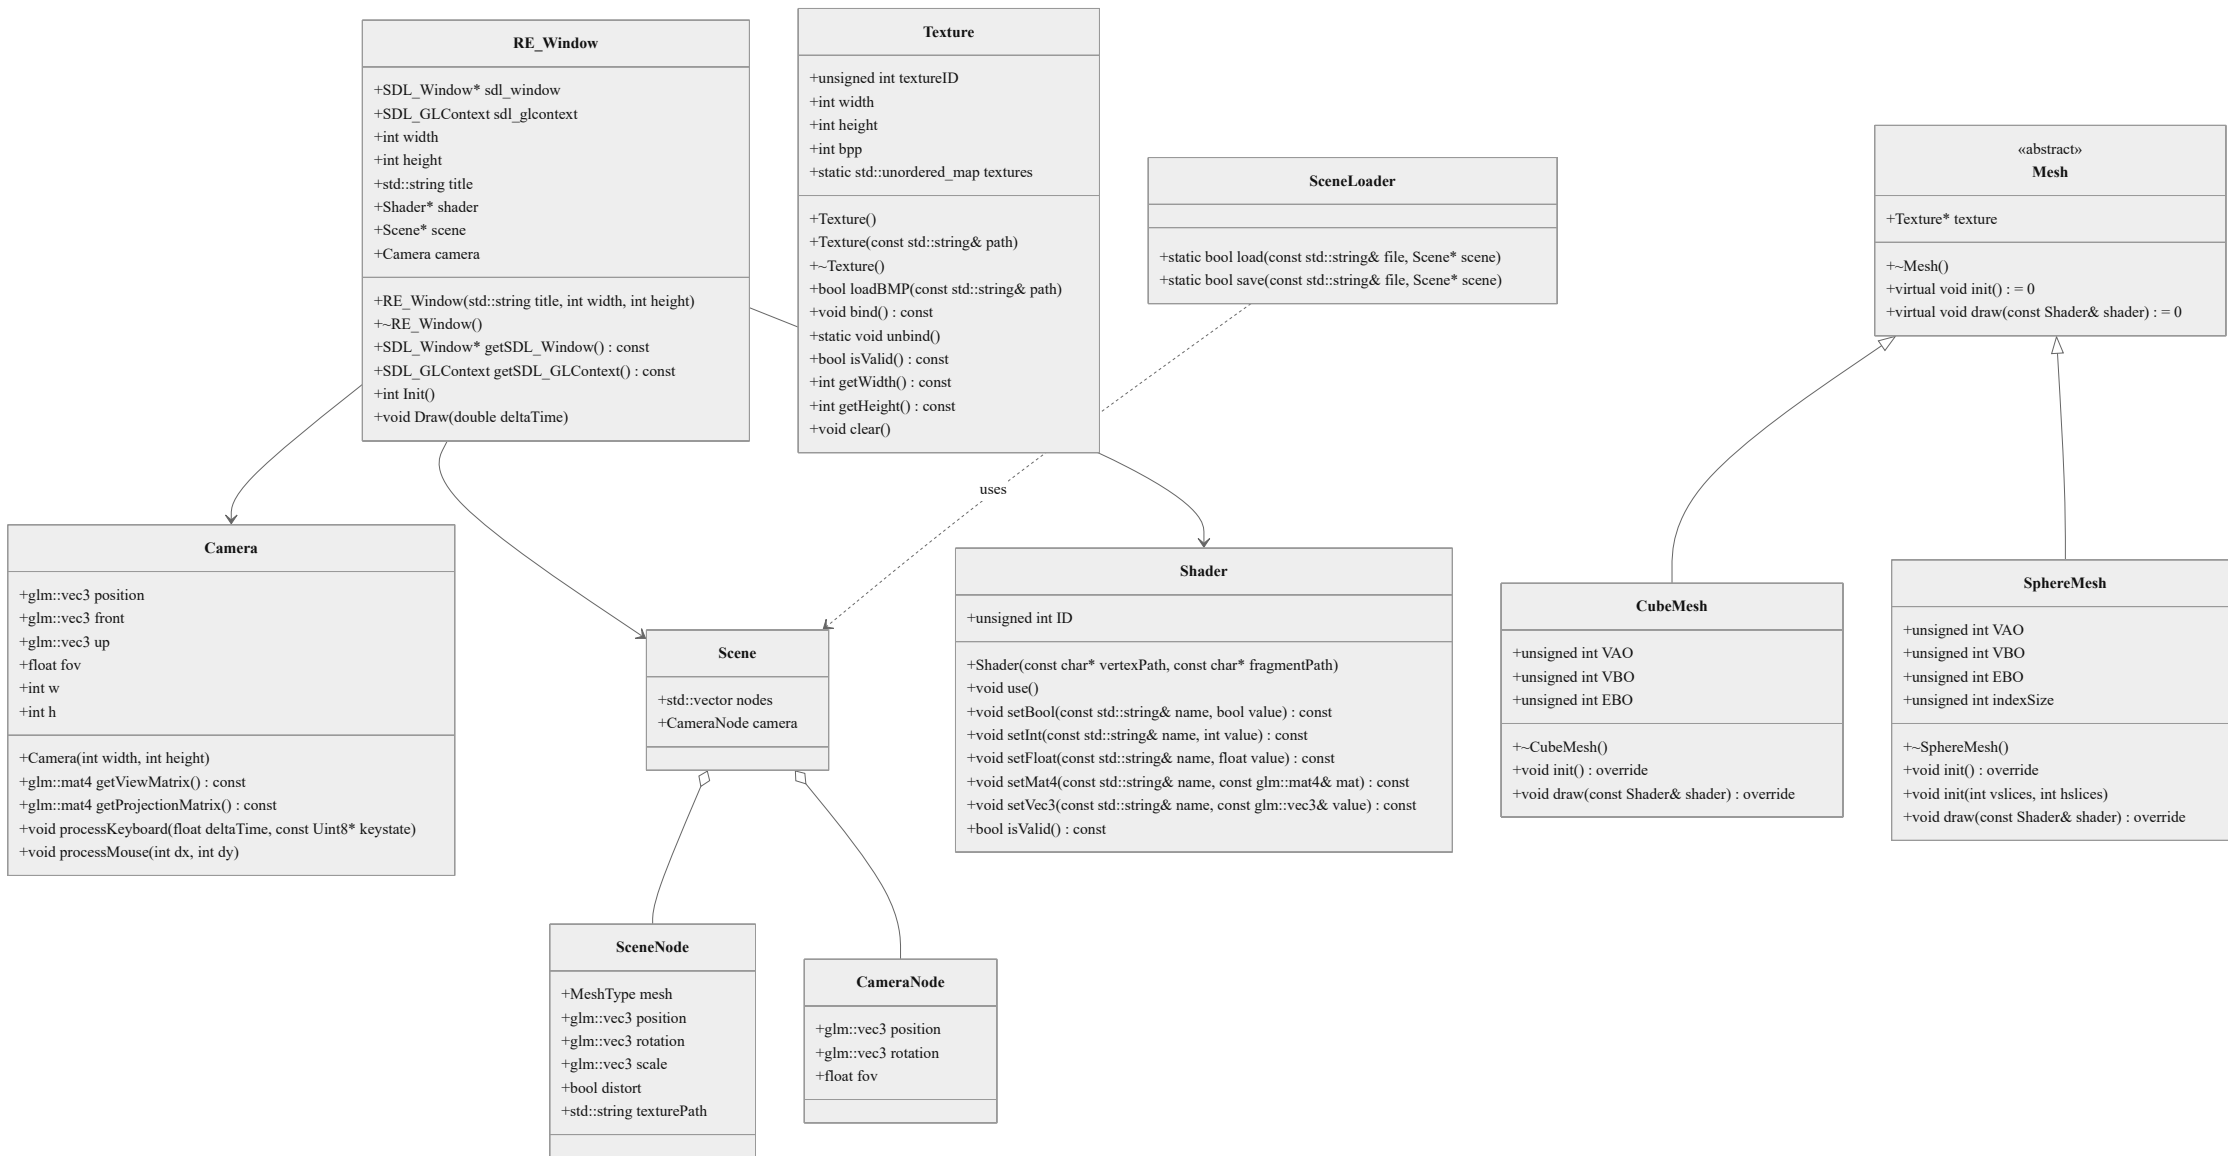 RE_Window
+SDL_Window* sdl_window
+SDL_GLContext sdl_glcontext
+int width
+int height
+std::string title
+Shader* shader
+Scene* scene
+Camera camera
+RE_Window(std::string title, int width, int height)
+~RE_Window()
+SDL_Window* getSDL_Window() : const
+SDL_GLContext getSDL_GLContext() : const
+int Init()
+void Draw(double deltaTime)
Texture
+unsigned int textureID
+int width
+int height
+int bpp
+static std::unordered_map textures
+Texture()
+Texture(const std::string& path)
+~Texture()
+bool loadBMP(const std::string& path)
+void bind() : const
+static void unbind()
+bool isValid() : const
+int getWidth() : const
+int getHeight() : const
+void clear()
SceneLoader
+static bool load(const std::string& file, Scene* scene)
+static bool save(const std::string& file, Scene* scene)
«abstract»
Mesh
+Texture* texture
+~Mesh()
+virtual void init() : = 0
+virtual void draw(const Shader& shader) : = 0
uses
Camera
+glm::vec3 position
+glm::vec3 front
+glm::vec3 up
+float fov
+int w
+int h
+Camera(int width, int height)
+glm::mat4 getViewMatrix() : const
+glm::mat4 getProjectionMatrix() : const
+void processKeyboard(float deltaTime, const Uint8* keystate)
+void processMouse(int dx, int dy)
Scene
+std::vector nodes
+CameraNode camera
Shader
+unsigned int ID
+Shader(const char* vertexPath, const char* fragmentPath)
+void use()
+void setBool(const std::string& name, bool value) : const
+void setInt(const std::string& name, int value) : const
+void setFloat(const std::string& name, float value) : const
+void setMat4(const std::string& name, const glm::mat4& mat) : const
+void setVec3(const std::string& name, const glm::vec3& value) : const
+bool isValid() : const
CubeMesh
+unsigned int VAO
+unsigned int VBO
+unsigned int EBO
+~CubeMesh()
+void init() : override
+void draw(const Shader& shader) : override
SphereMesh
+unsigned int VAO
+unsigned int VBO
+unsigned int EBO
+unsigned int indexSize
+~SphereMesh()
+void init() : override
+void init(int vslices, int hslices)
+void draw(const Shader& shader) : override
SceneNode
+MeshType mesh
+glm::vec3 position
+glm::vec3 rotation
+glm::vec3 scale
+bool distort
+std::string texturePath
CameraNode
+glm::vec3 position
+glm::vec3 rotation
+float fov